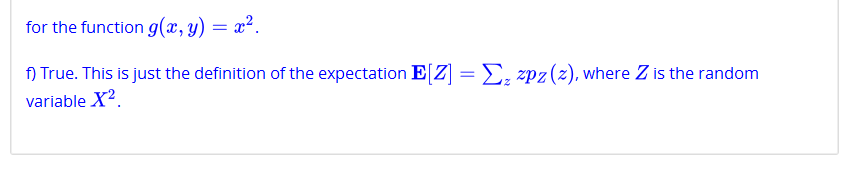 for the function g(x, y) = x².
f) True. This is just the definition of the expectation E[Z] = ∑_z zp_Z(z), where Z is the random
variable X².